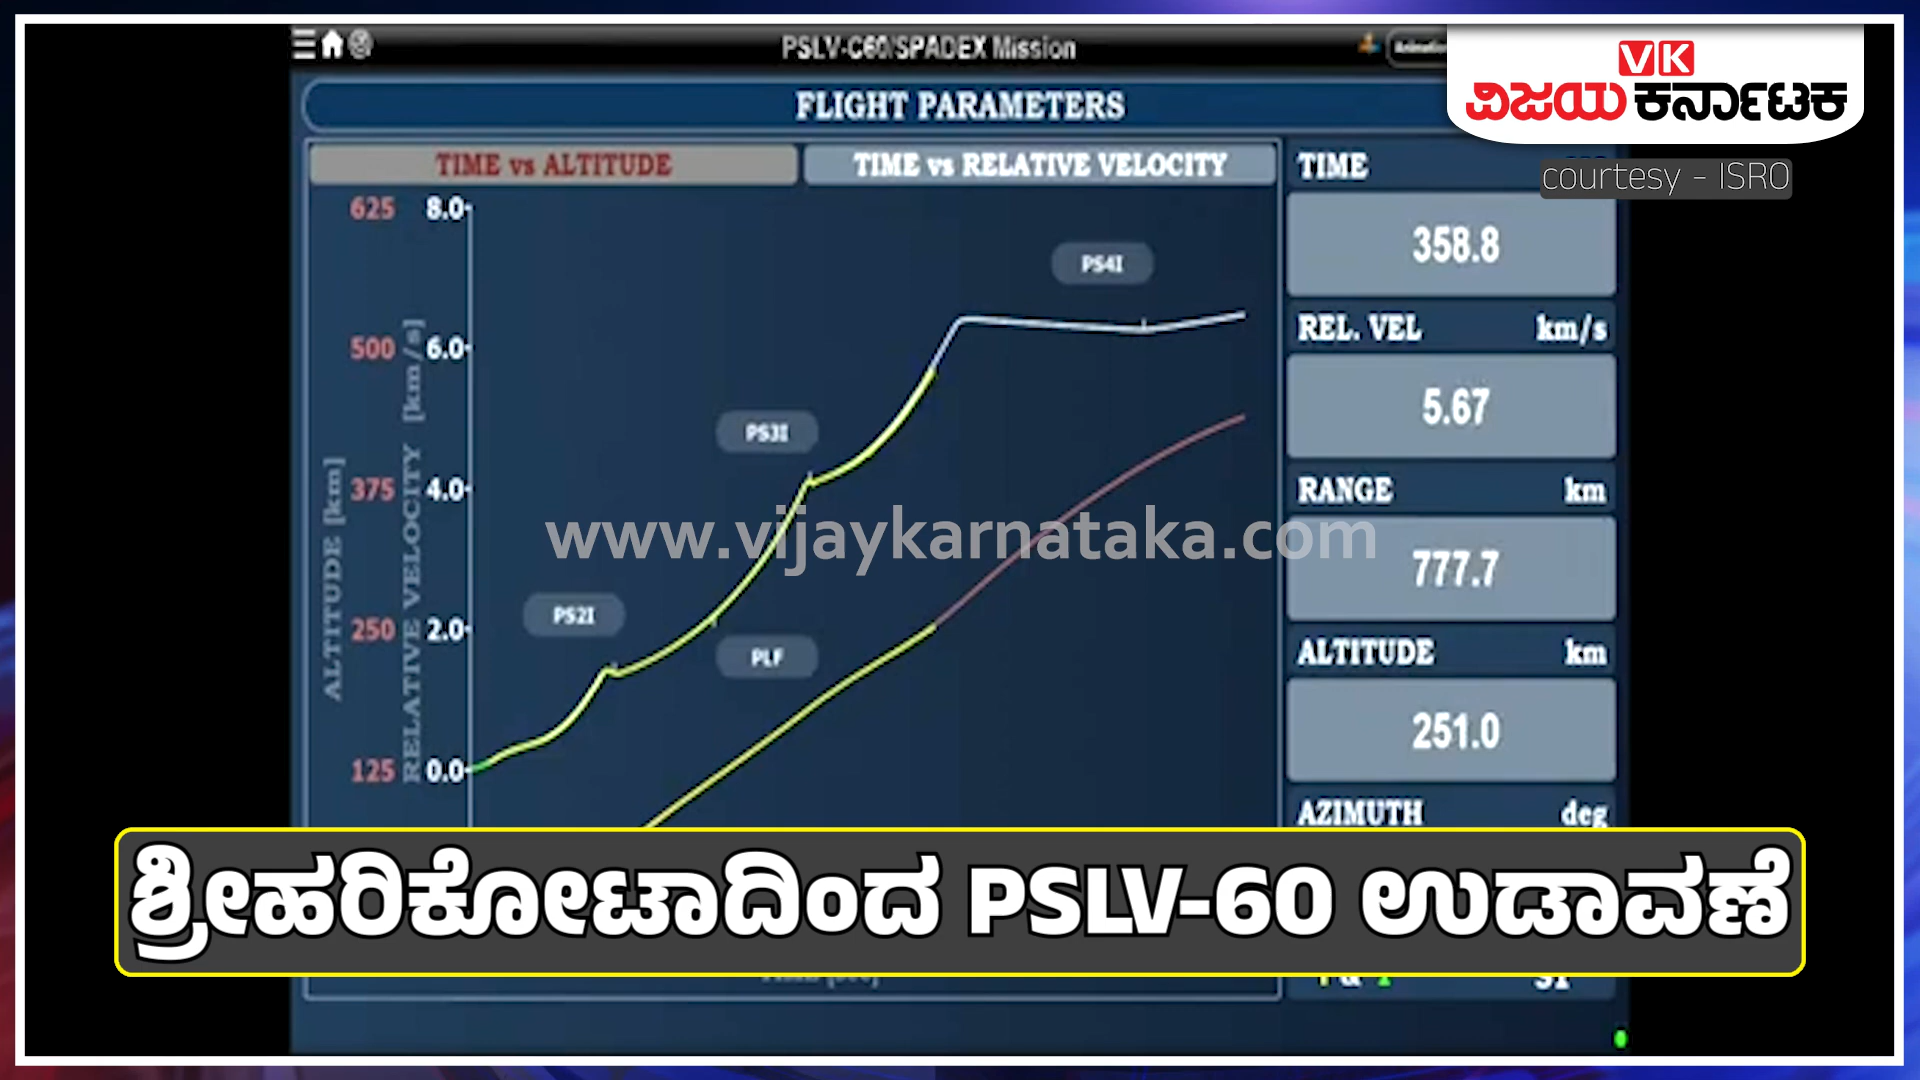 PSLV-C60/SPADEX Mission
Animation
VK
ವಿಜಯ ಕರ್ನಾಟಕ
courtesy - ISRO
FLIGHT PARAMETERS
TIME vs ALTITUDE
TIME vs RELATIVE VELOCITY
TIME
358.8
REL. VEL km/s
5.67
RANGE km
777.7
ALTITUDE km
251.0
AZIMUTH deg
625 8.0
500 6.0
375 4.0
250 2.0
125 0.0
ALTITUDE [km]
RELATIVE VELOCITY [km/s]
PS4I
PS3I
PS2I
PLF
www.vijaykarnataka.com
ಶ್ರೀಹರಿಕೋಟಾದಿಂದ PSLV-60 ಉಡಾವಣೆ